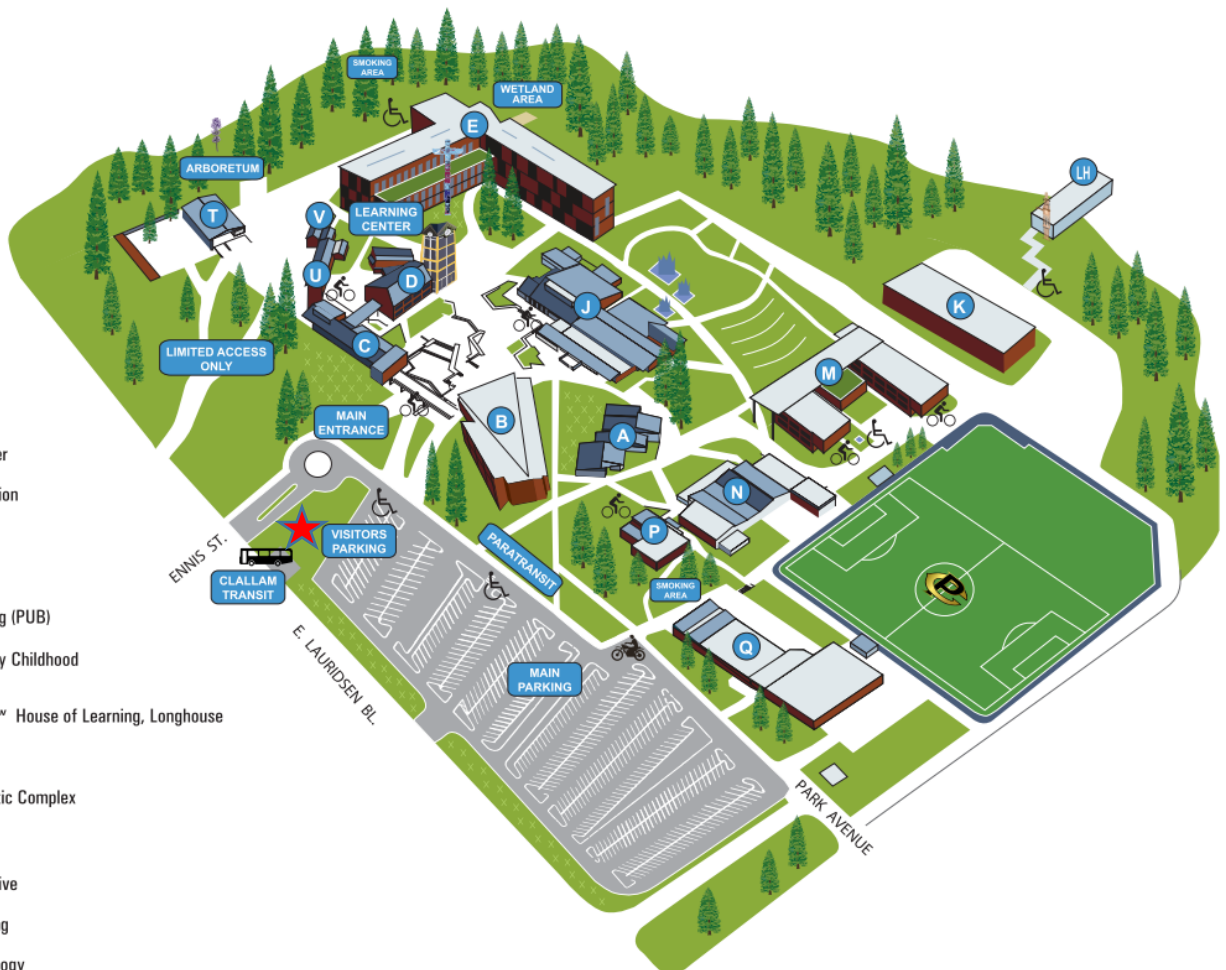 SMOKING
AREA
WETLAND
AREA
E
ARBORETUM
LH
T
V
LEARNING
CENTER
U
D
J
K
C
LIMITED ACCESS
ONLY
M
MAIN
ENTRANCE
B
A
er
ion
N
P
ENNIS ST.
VISITORS
PARKING
PARATRANSIT
CLALLAM
TRANSIT
SMOKING
AREA
g (PUB)
y Childhood
Q
E. LAURIDSEN BL.
MAIN
PARKING
ʷ House of Learning, Longhouse
tic Complex
PARK AVENUE
ive
g
ogy